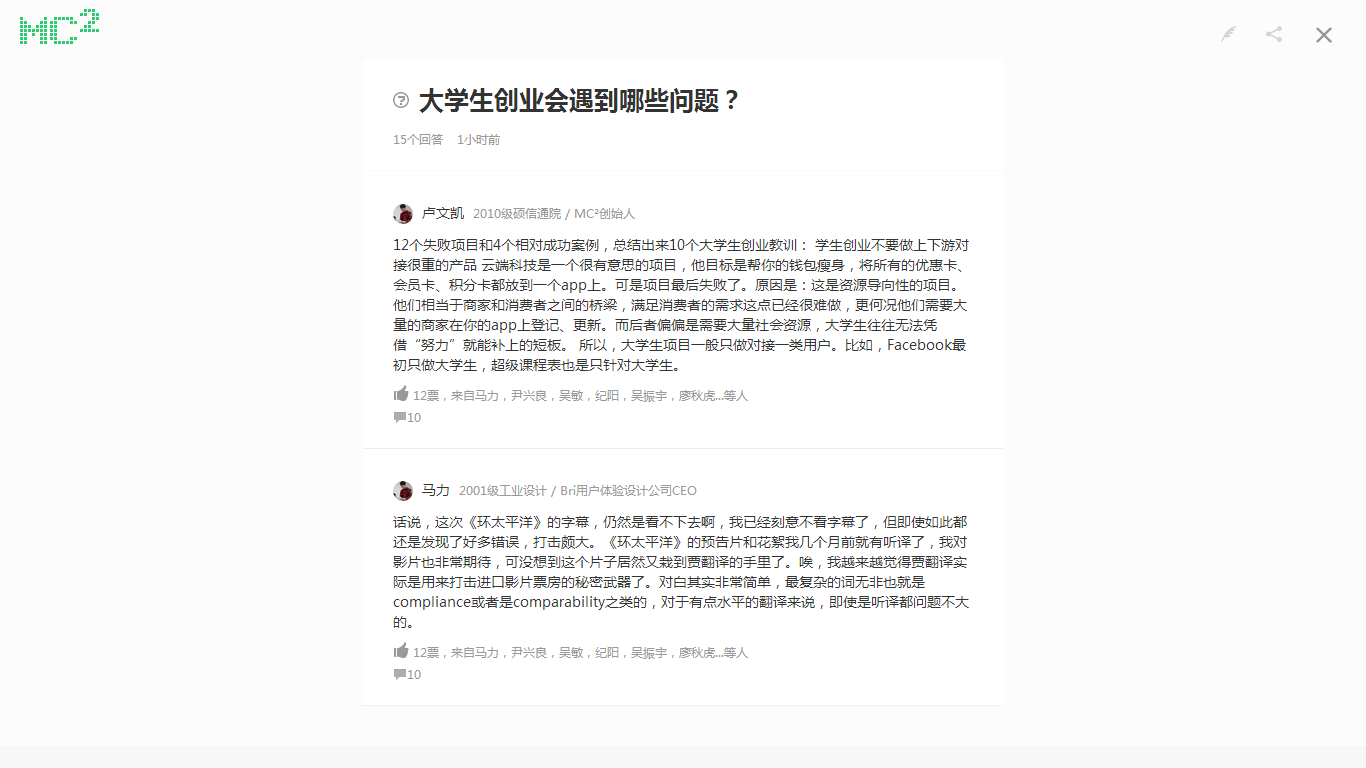 MC²
大学生创业会遇到哪些问题？
15个回答 1小时前
卢文凯 2010级硕信通院 / MC²创始人
12个失败项目和4个相对成功案例，总结出来10个大学生创业教训： 学生创业不要做上下游对
接很重的产品 云端科技是一个很有意思的项目，他目标是帮你的钱包瘦身，将所有的优惠卡、
会员卡、积分卡都放到一个app上。可是项目最后失败了。原因是：这是资源导向性的项目。
他们相当于商家和消费者之间的桥梁，满足消费者的需求这点已经很难做，更何况他们需要大
量的商家在你的app上登记、更新。而后者偏偏是需要大量社会资源，大学生往往无法凭
借“努力”就能补上的短板。 所以，大学生项目一般只做对接一类用户。比如，Facebook最
初只做大学生，超级课程表也是只针对大学生。
12票，来自马力，尹兴良，吴敏，纪阳，吴振宇，廖秋虎...等人
10
马力 2001级工业设计 / Bri用户体验设计公司CEO
话说，这次《环太平洋》的字幕，仍然是看不下去啊，我已经刻意不看字幕了，但即使如此都
还是发现了好多错误，打击颇大。《环太平洋》的预告片和花絮我几个月前就有听译了，我对
影片也非常期待，可没想到这个片子居然又栽到贾翻译的手里了。唉，我越来越觉得贾翻译实
际是用来打击进口影片票房的秘密武器了。对白其实非常简单，最复杂的词无非也就是
compliance或者是comparability之类的，对于有点水平的翻译来说，即使是听译都问题不大
的。
12票，来自马力，尹兴良，吴敏，纪阳，吴振宇，廖秋虎...等人
10